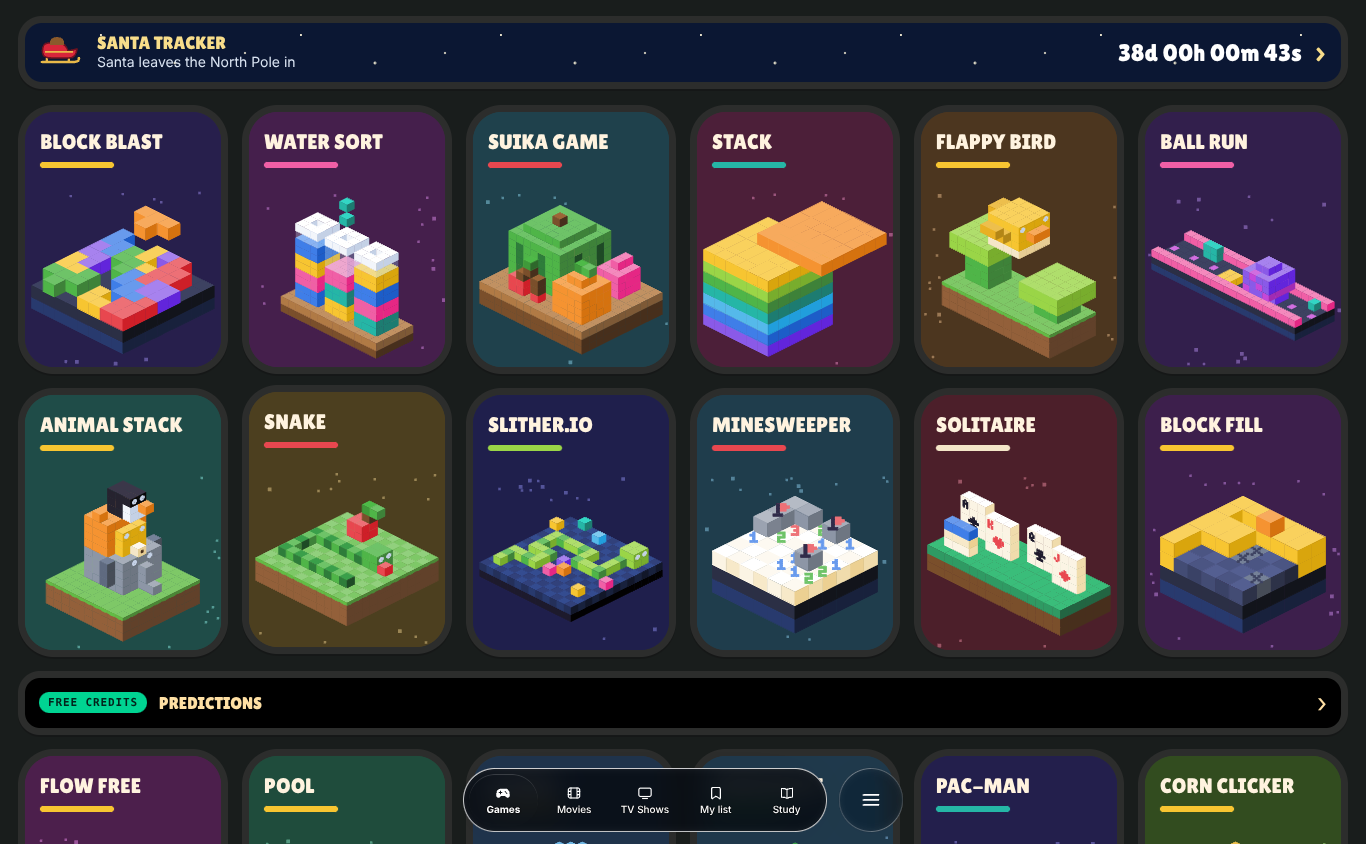 SANTA TRACKER
Santa leaves the North Pole in
38d 00h 00m 43s
BLOCK BLAST
WATER SORT
SUIKA GAME
STACK
FLAPPY BIRD
BALL RUN
ANIMAL STACK
SNAKE
SLITHER.IO
MINESWEEPER
SOLITAIRE
BLOCK FILL
FREE CREDITS
PREDICTIONS
FLOW FREE
POOL
PAC-MAN
CORN CLICKER
Games
Movies
TV Shows
My list
Study